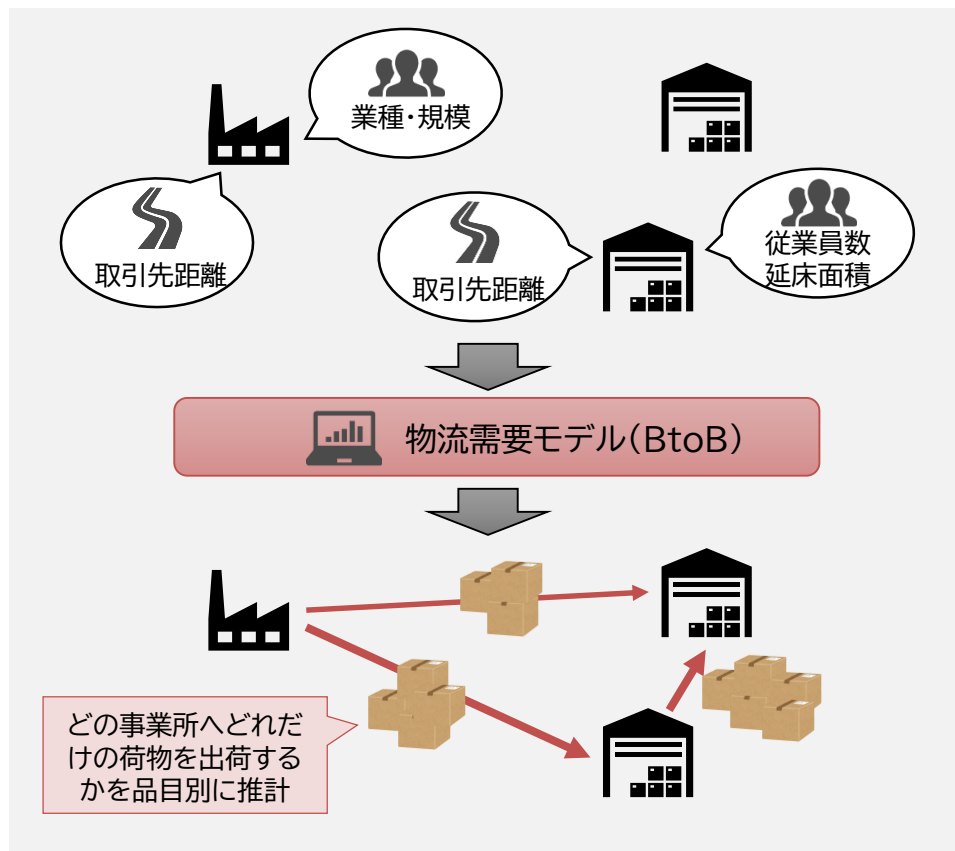 業種・規模
取引先距離
取引先距離
従業員数
延床面積
物流需要モデル(BtoB)
どの事業所へどれだ
けの荷物を出荷する
かを品目別に推計